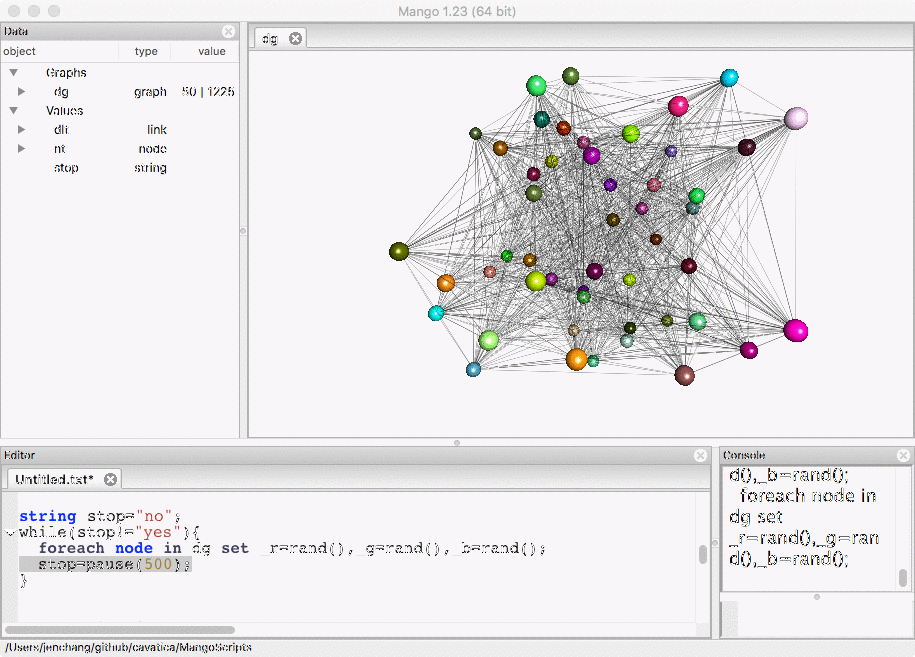 Mango 1.23 (64 bit)
Data
object type value
Graphs
dg graph 50 | 1225
Values
dlt link
nt node
stop string
dg
Editor
Untitled.txt*
string stop="no";
while(stop!="yes"){
foreach node in dg set _r=rand(),_g=rand(),_b=rand();
stop=pause(500);
}
Console
d(),_b=rand();
foreach node in
dg set
_r=rand(),_g=ran
d(),_b=rand();
/Users/jenchang/github/cavatica/MangoScripts